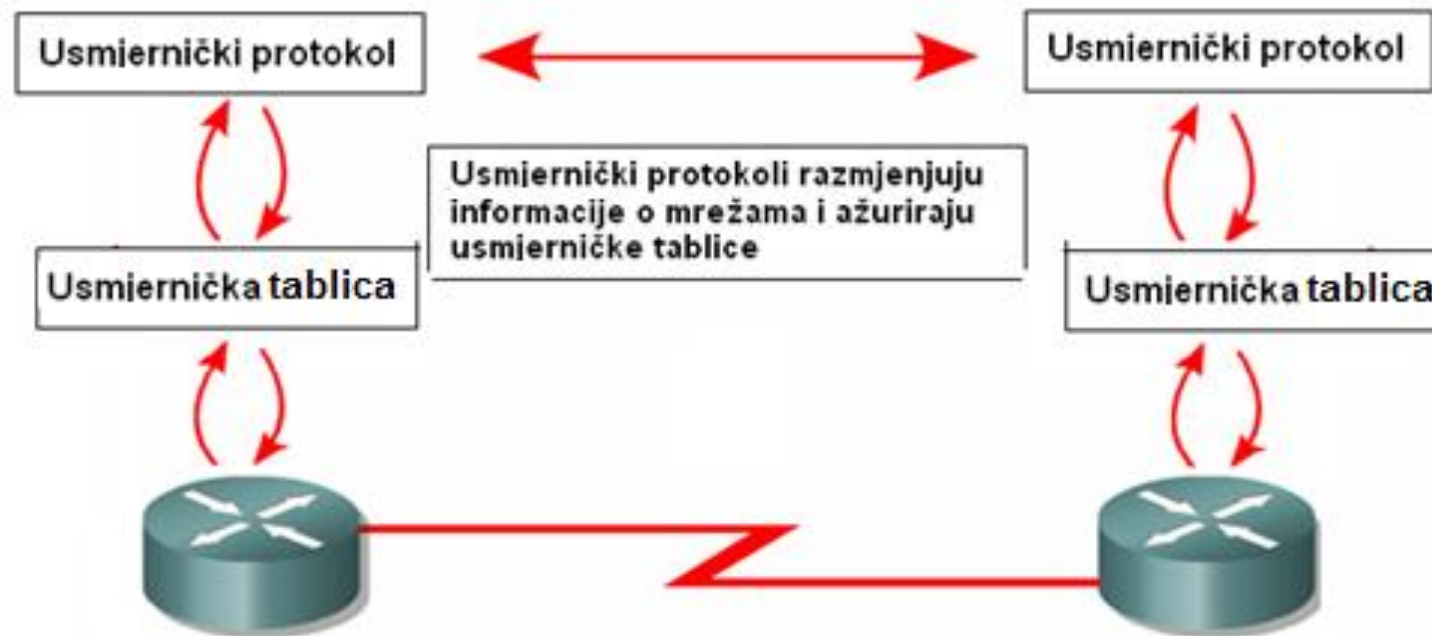 Usmjernički protokol
Usmjernički protokol
Usmjernički protokoli razmjenjuju
informacije o mrežama i ažuriraju
usmjerničke tablice
Usmjernička tablica
Usmjernička tablica